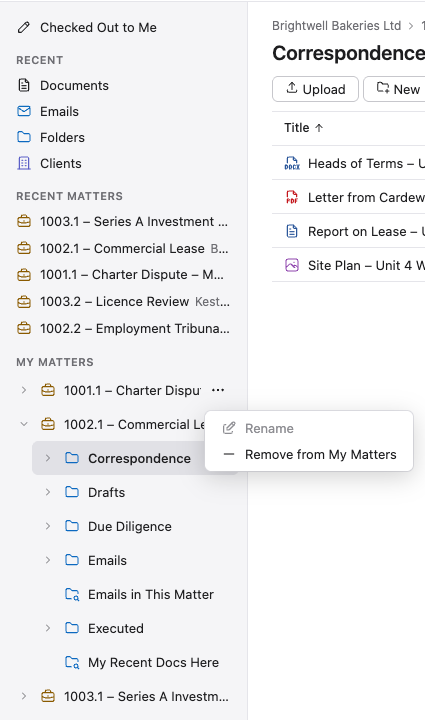 Checked Out to Me
RECENT
Documents
Emails
Folders
Clients
RECENT MATTERS
1003.1 – Series A Investment ...
1002.1 – Commercial Lease B...
1001.1 – Charter Dispute – M...
1003.2 – Licence Review Kest...
1002.2 – Employment Tribuna...
MY MATTERS
1001.1 – Charter Disput ...
1002.1 – Commercial Le
Correspondence
Drafts
Due Diligence
Emails
Emails in This Matter
Executed
My Recent Docs Here
1003.1 – Series A Investm...
Rename
Remove from My Matters
Brightwell Bakeries Ltd > 1
Correspondence
Upload
New
Title ↑
DOCX Heads of Terms – U
PDF Letter from Cardew
Report on Lease – U
Site Plan – Unit 4 W